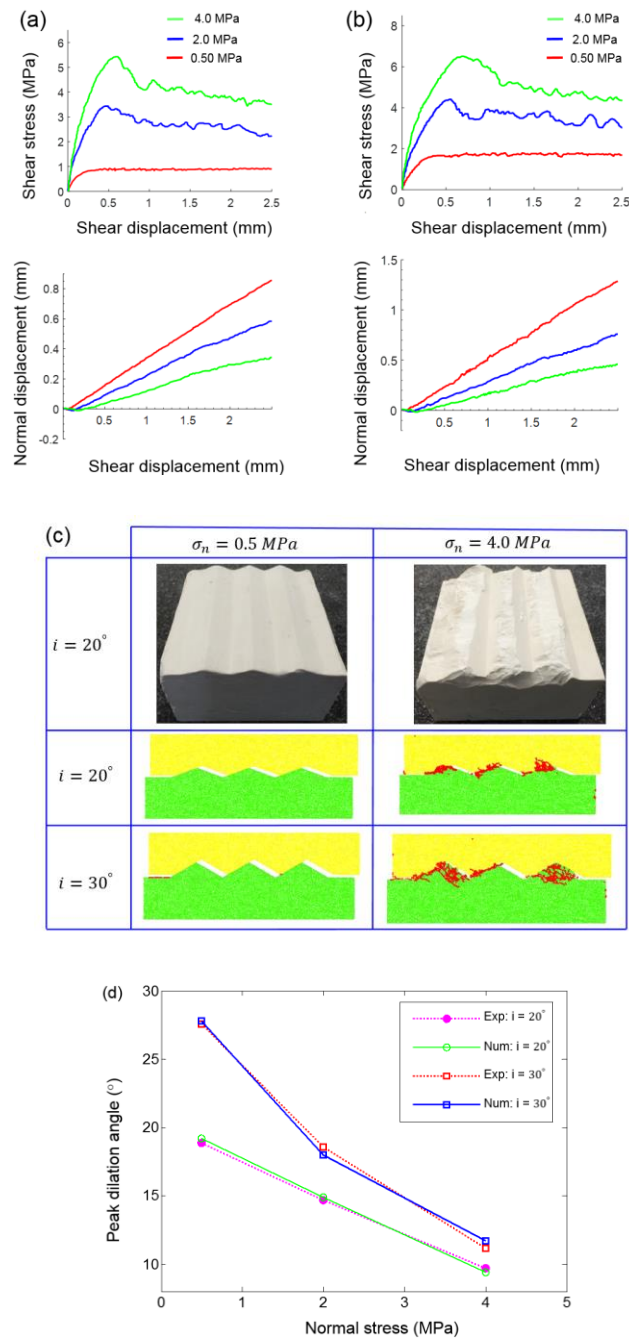 (a)
4.0 MPa
2.0 MPa
0.50 MPa
Shear stress (MPa)
6
5
4
3
2
1
0
0
0.5
1
1.5
2
2.5
Shear displacement (mm)
(b)
4.0 MPa
2.0 MPa
0.50 MPa
Shear stress (MPa)
8
6
4
2
0
0
0.5
1
1.5
2
2.5
Shear displacement (mm)
Normal displacement (mm)
0.8
0.6
0.4
0.2
0
-0.2
0.5
1
1.5
2
Shear displacement (mm)
Normal displacement (mm)
1.5
1
0.5
0
0.5
1
1.5
2
Shear displacement (mm)
(c)
σn = 0.5 MPa
σn = 4.0 MPa
i = 20°
i = 20°
i = 30°
(d)
Peak dilation angle (°)
30
25
20
15
10
0
1
2
3
4
5
Normal stress (MPa)
Exp: i = 20°
Num: i = 20°
Exp: i = 30°
Num: i = 30°